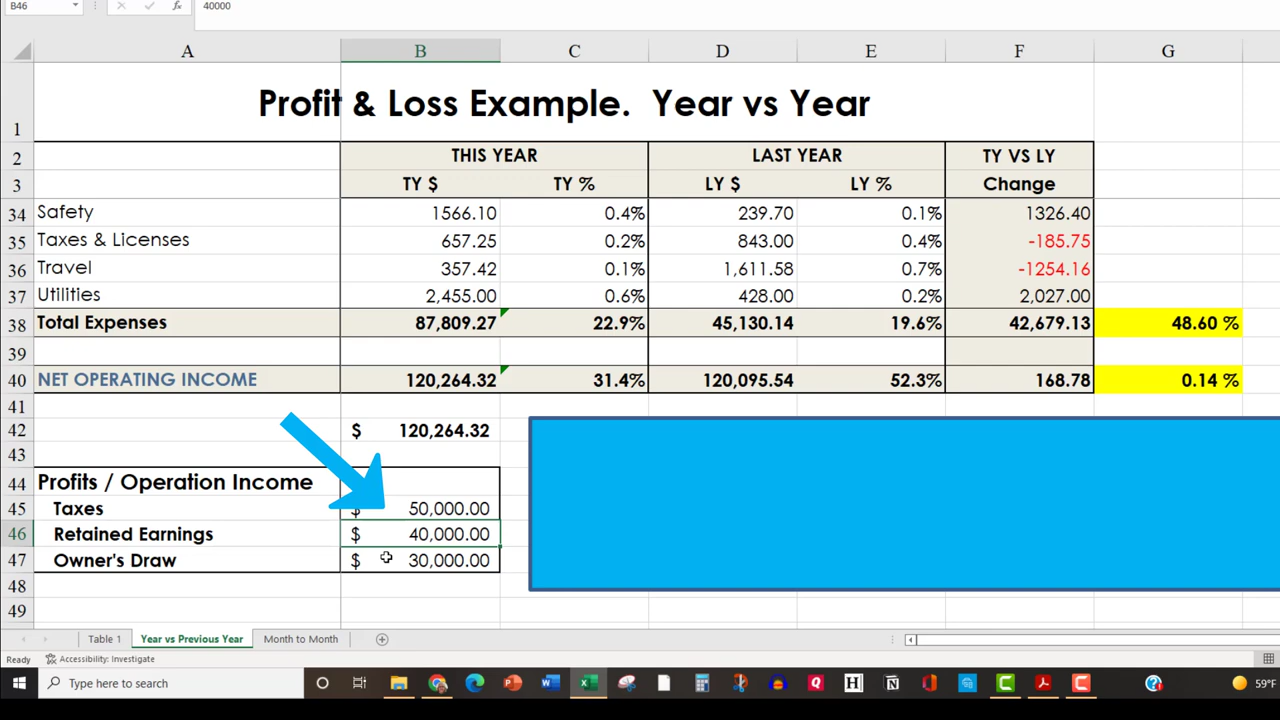 B46 fx 40000
A B C D E F G
1 Profit & Loss Example. Year vs Year
2 THIS YEAR LAST YEAR TY VS LY
3 TY $ TY % LY $ LY % Change
34 Safety 1566.10 0.4% 239.70 0.1% 1326.40
35 Taxes & Licenses 657.25 0.2% 843.00 0.4% -185.75
36 Travel 357.42 0.1% 1,611.58 0.7% -1254.16
37 Utilities 2,455.00 0.6% 428.00 0.2% 2,027.00
38 Total Expenses 87,809.27 22.9% 45,130.14 19.6% 42,679.13 48.60 %
39
40 NET OPERATING INCOME 120,264.32 31.4% 120,095.54 52.3% 168.78 0.14 %
41
42 $ 120,264.32
43
44 Profits / Operation Income
45 Taxes $ 50,000.00
46 Retained Earnings $ 40,000.00
47 Owner's Draw $ 30,000.00
48
49
Table 1 Year vs Previous Year Month to Month
Ready Accessibility: Investigate
Type here to search 59°F